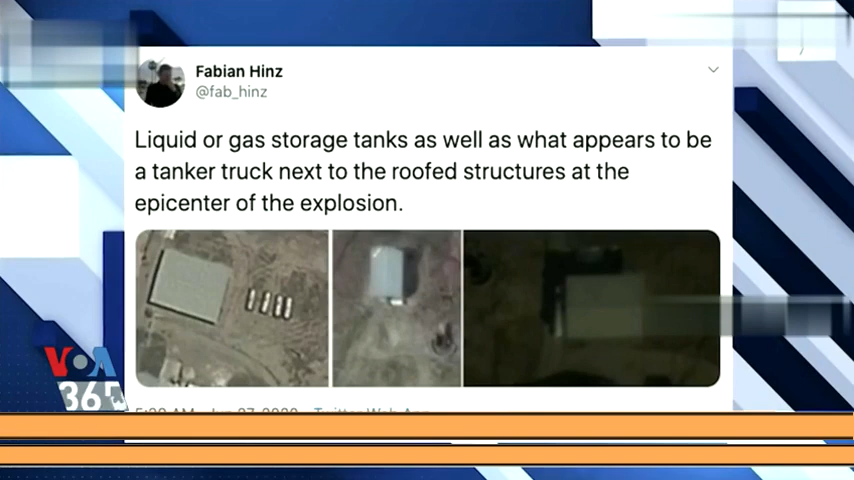 Fabian Hinz
@fab_hinz
Liquid or gas storage tanks as well as what appears to be
a tanker truck next to the roofed structures at the
epicenter of the explosion.
VOA
365